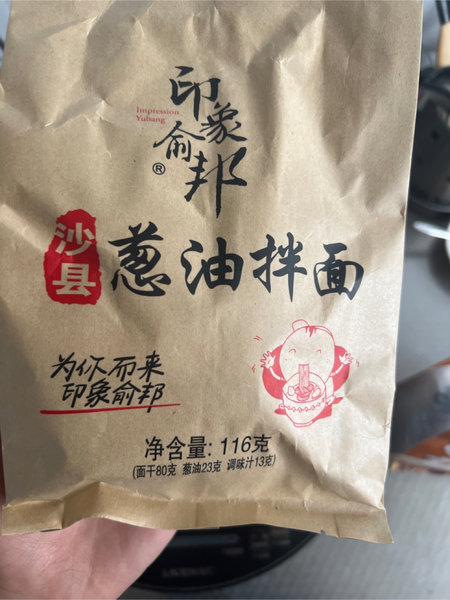 印象俞邦
Impression
Yubang
®
沙县
葱油拌面
为你而来
印象俞邦
净含量: 116克
(面干80克 葱油23克 调味汁13克)